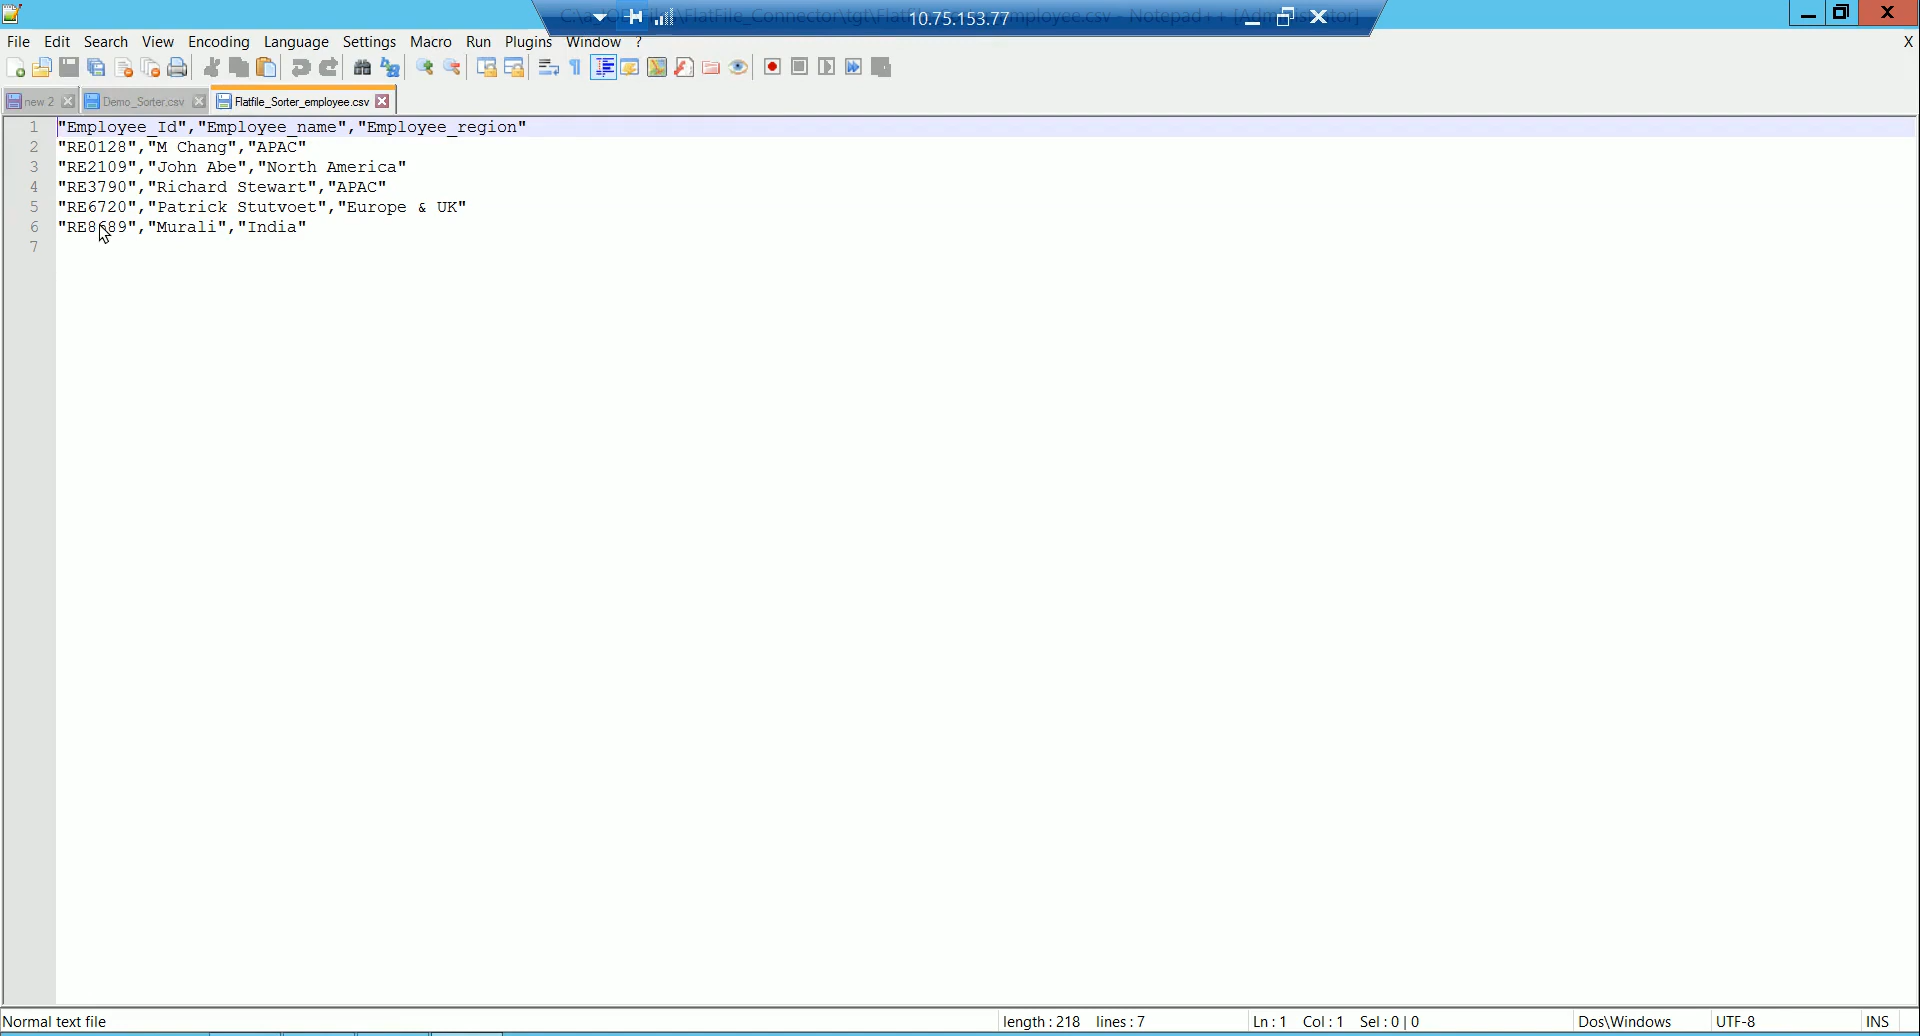 10.75.153.77
File Edit Search View Encoding Language Settings Macro Run Plugins Window ?
X
new 2 Demo_Sorter.csv Flatfile_Sorter_employee.csv
1 "Employee_Id","Employee_name","Employee_region"
2 "RE0128","M Chang","APAC"
3 "RE2109","John Abe","North America"
4 "RE3790","Richard Stewart","APAC"
5 "RE6720","Patrick Stutvoet","Europe & UK"
6 "RE8689","Murali","India"
7
Normal text file length : 218 lines : 7 Ln : 1 Col : 1 Sel : 0 | 0 Dos\Windows UTF-8 INS